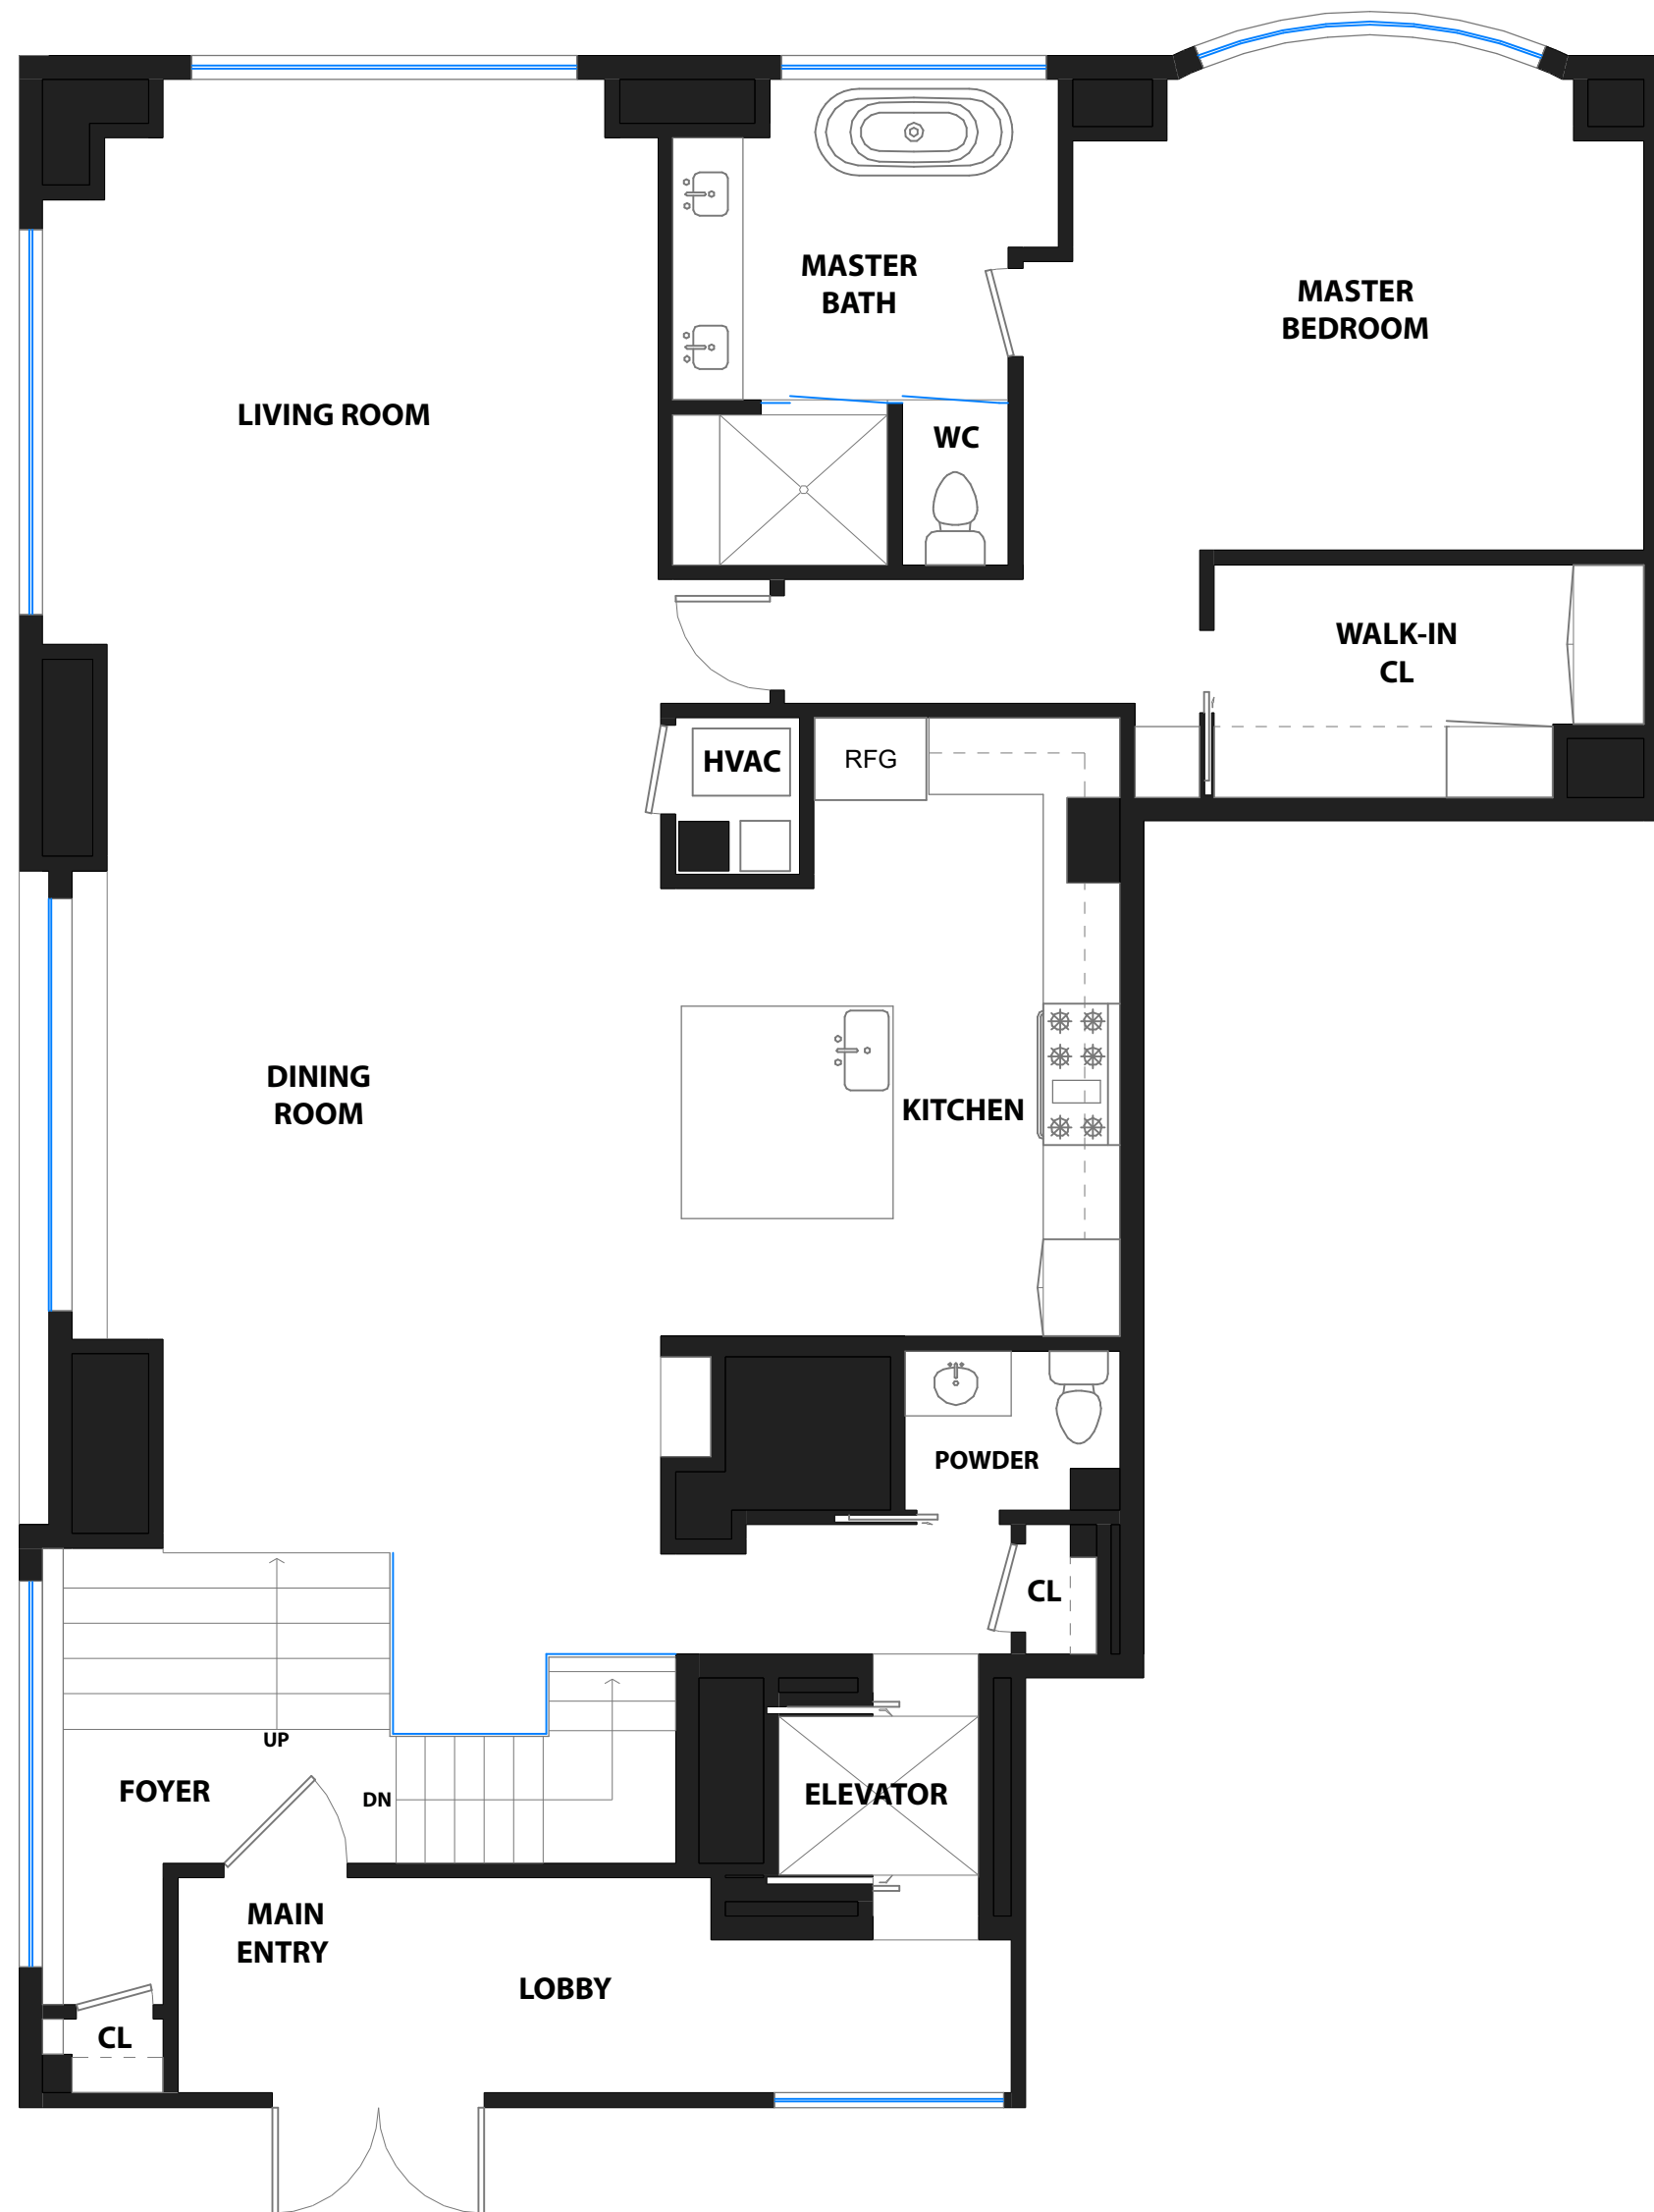 MASTER
BATH
MASTER
BEDROOM
LIVING ROOM
WC
WALK-IN
CL
HVAC
RFG
DINING
ROOM
KITCHEN
POWDER
CL
UP
FOYER
DN
ELEVATOR
MAIN
ENTRY
LOBBY
CL